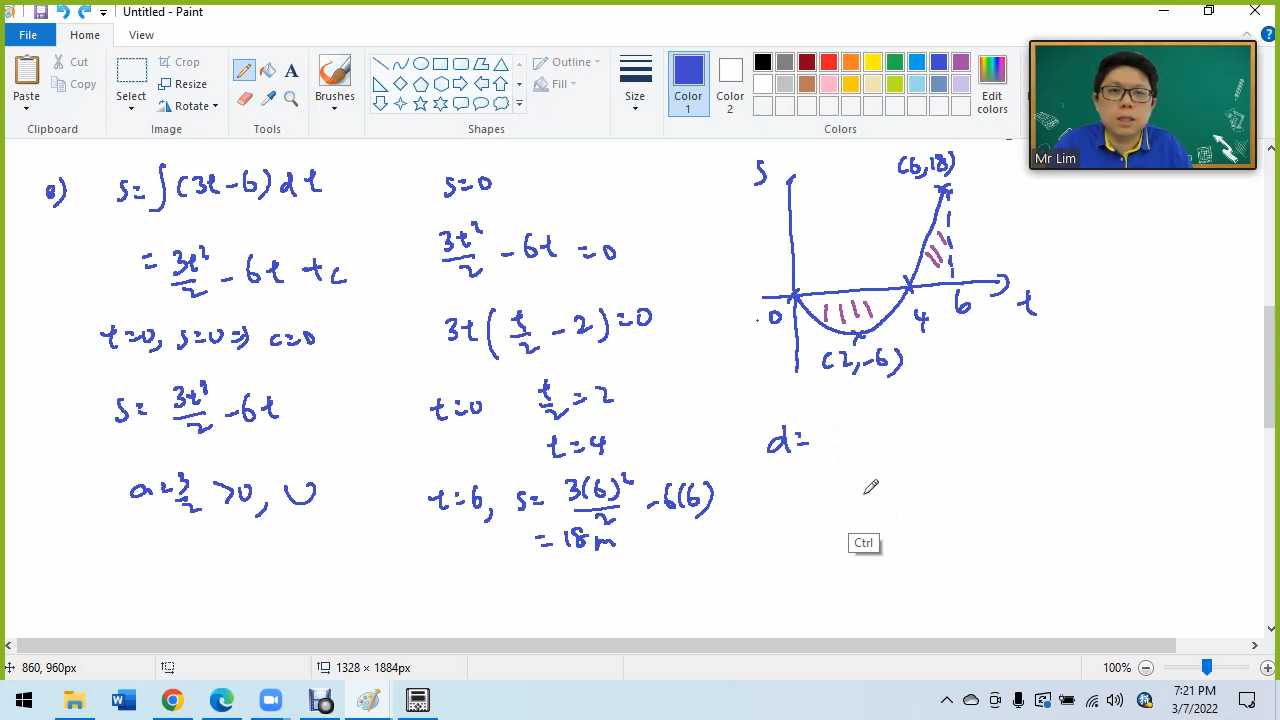 Untitled - Paint
File Home View
Paste
Cut
Copy
Clipboard
Select
Crop
Resize
Rotate
Image
Tools
Brushes
Shapes
Outline
Fill
Size
Color 1
Color 2
Edit colors
Colors
Mr Lim
e) s = ∫(3t-6)dt
= 3t²/2 - 6t + c
t=0, s=0 ⇒ c=0
s = 3t²/2 - 6t
a = 3/2 > 0, ∪
s=0
3t²/2 - 6t = 0
3t(t/2 - 2) = 0
t=0 t/2 = 2
t=4
t=6, s = 3(6)²/2 - 6(6)
= 18m
s
(6,18)
0 4 6 t
(2,-6)
d=
Ctrl
860, 960px
1328 × 1884px
100%
7:21 PM
3/7/2022